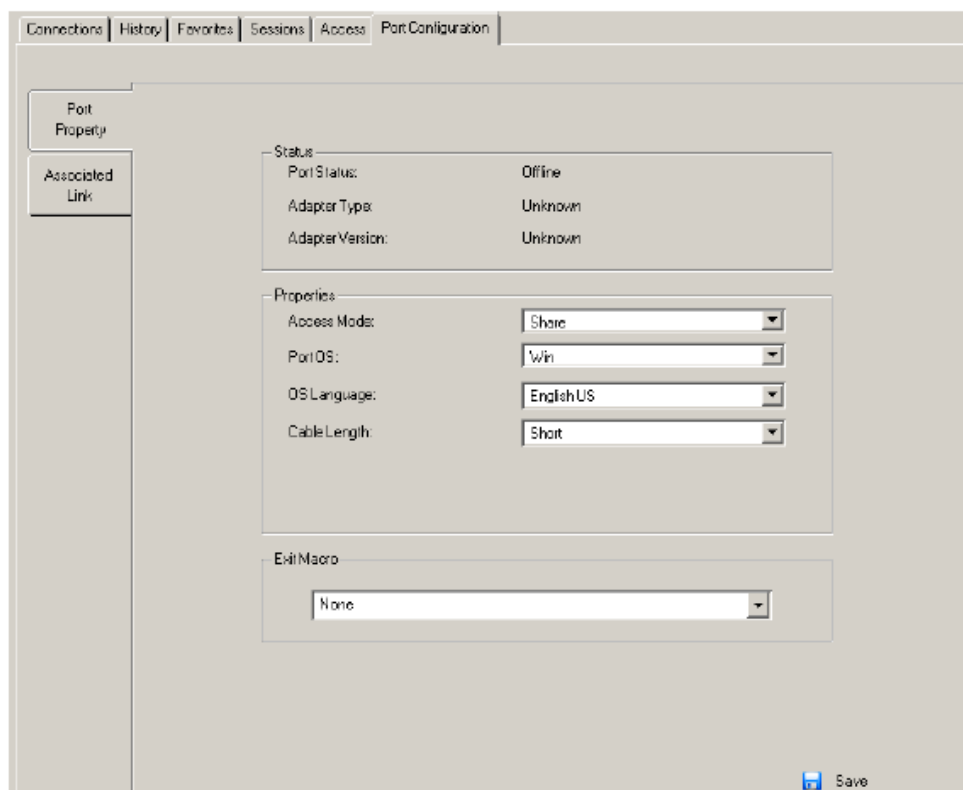 Connections History Favorites Sessions Access Port Configuration
Port
Property
Associated
Link
Status
Port Status: Offline
Adapter Type: Unknown
Adapter Version: Unknown
Properties
Access Mode: Share
Port OS: Win
OS Language: English US
Cable Length: Short
Exit Macro
None
Save